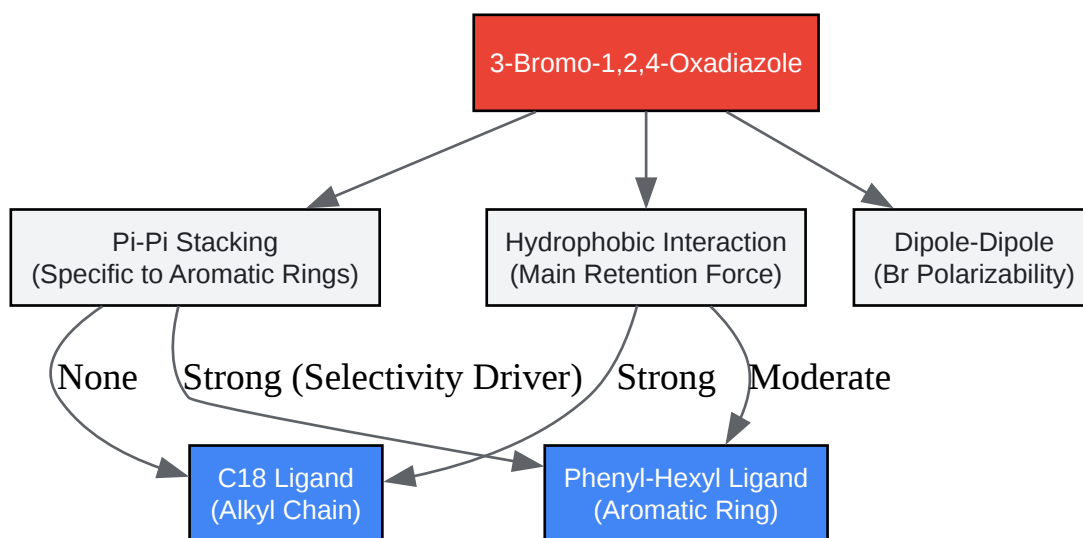 3-Bromo-1,2,4-Oxadiazole
Pi-Pi Stacking
(Specific to Aromatic Rings)
Hydrophobic Interaction
(Main Retention Force)
Dipole-Dipole
(Br Polarizability)
None
Strong (Selectivity Driver)
Strong
Moderate
C18 Ligand
(Alkyl Chain)
Phenyl-Hexyl Ligand
(Aromatic Ring)